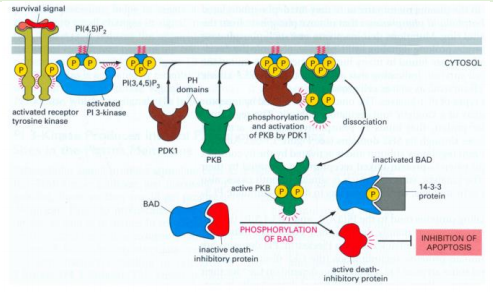 survival signal
PI(4,5)P2
P P P P P
CYTOSOL
PI(3,4,5)P3
PH
domains
activated receptor
tyrosine kinase
activated
PI 3-kinase
PDK1
PKB
phosphorylation
and activation
of PKB by PDK1
dissociation
P P P P P P
active PKB
P P
inactivated BAD
P
14-3-3
protein
BAD
PHOSPHORYLATION
OF BAD
inactive death-
inhibitory protein
active death-
inhibitory protein
INHIBITION OF
APOPTOSIS